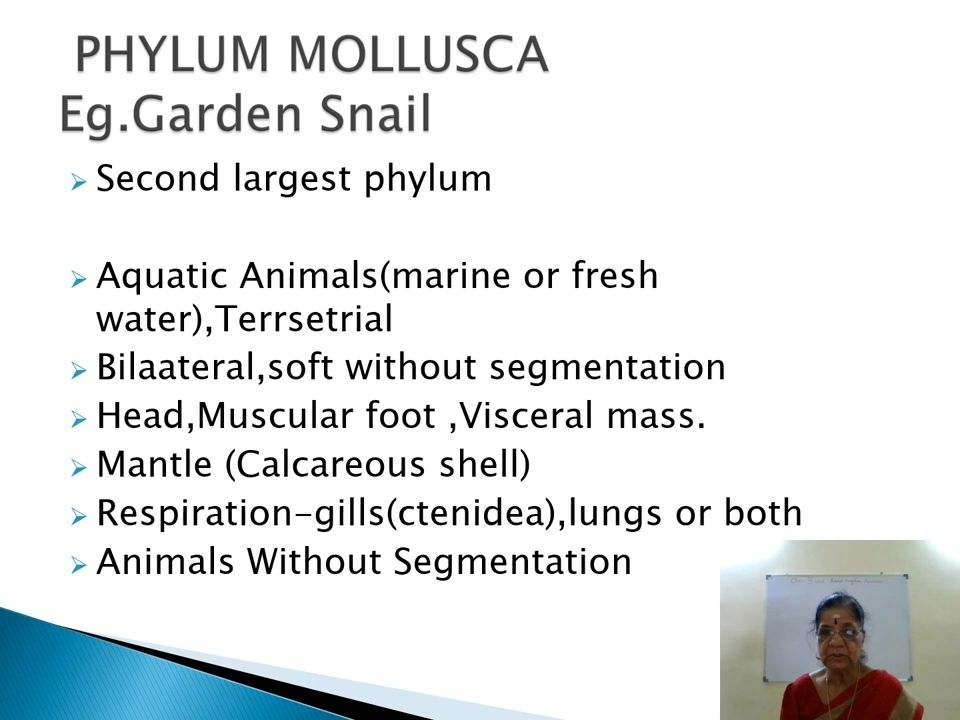 PHYLUM MOLLUSCA
Eg.Garden Snail
Second largest phylum
Aquatic Animals(marine or fresh
water),Terrsetrial
Bilaateral,soft without segmentation
Head,Muscular foot ,Visceral mass.
Mantle (Calcareous shell)
Respiration-gills(ctenidea),lungs or both
Animals Without Segmentation